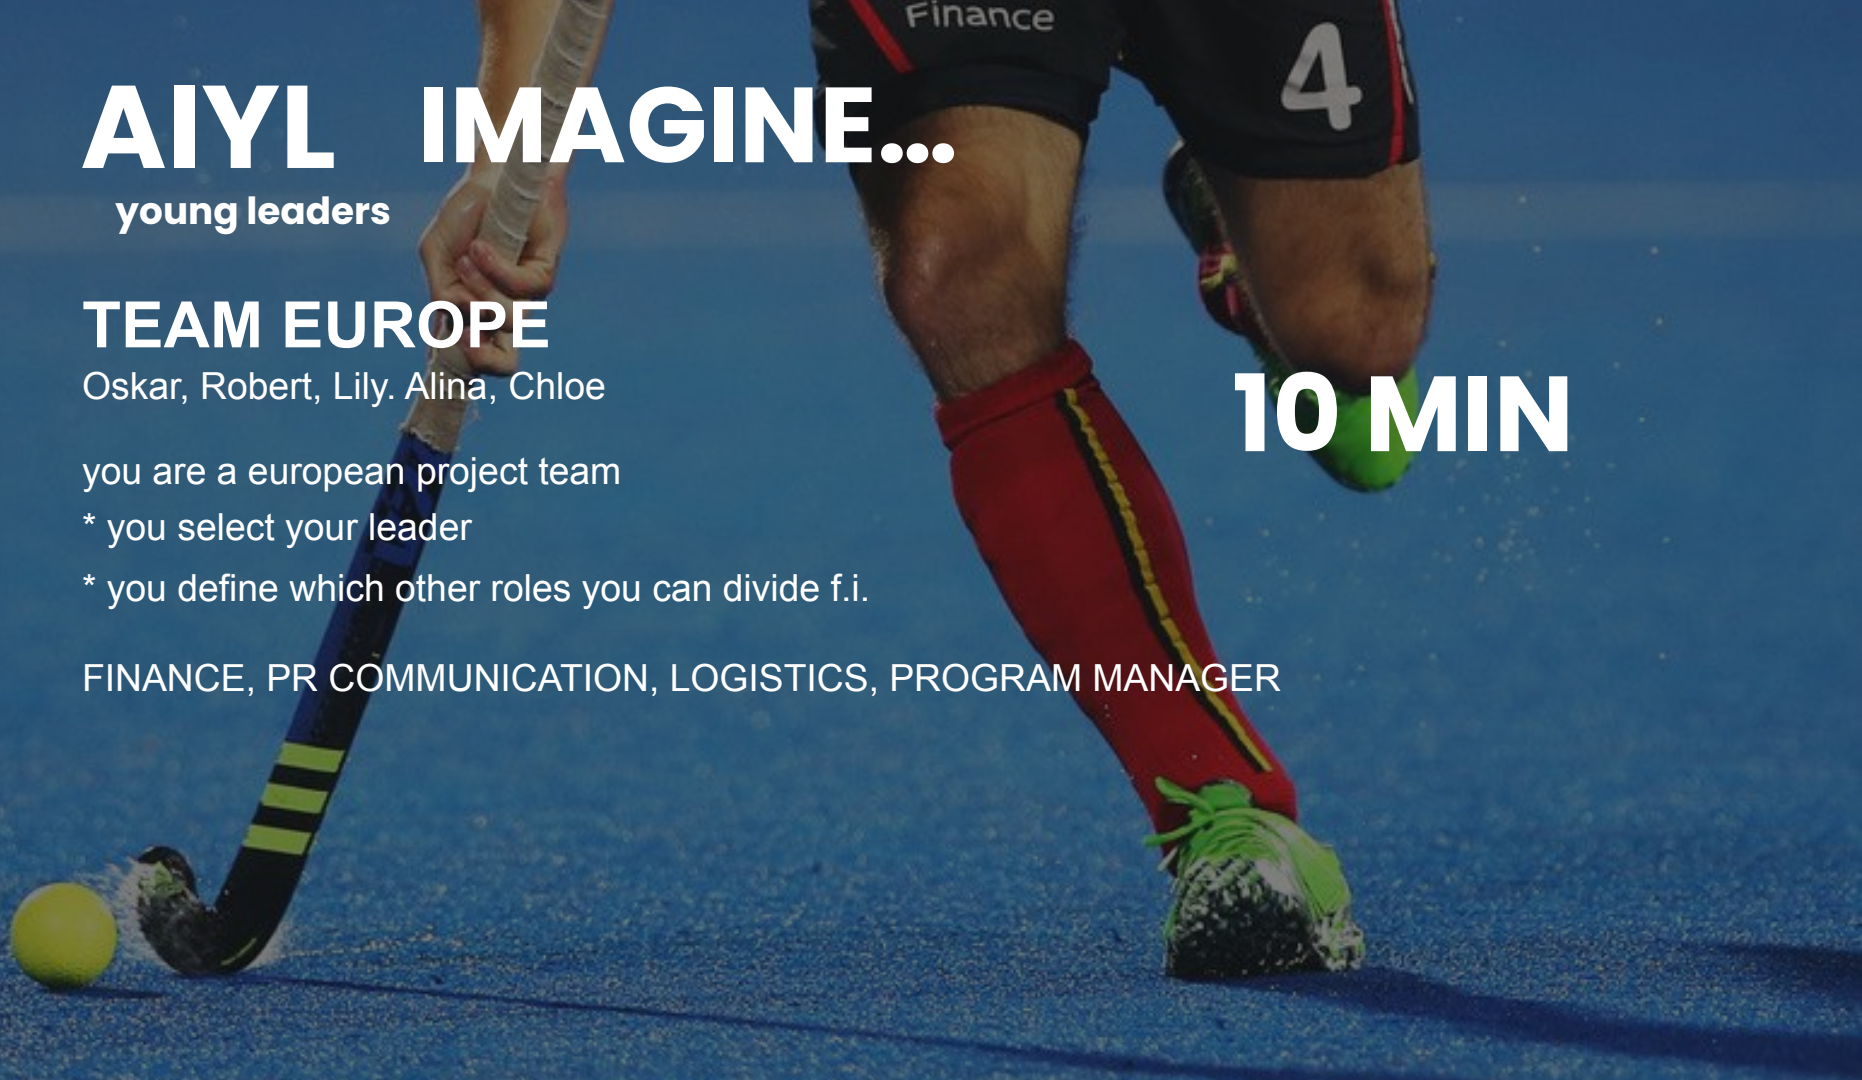 Finance
4
AIYL IMAGINE...
young leaders
TEAM EUROPE
Oskar, Robert, Lily. Alina, Chloe
10 MIN
you are a european project team
* you select your leader
* you define which other roles you can divide f.i.
FINANCE, PR COMMUNICATION, LOGISTICS, PROGRAM MANAGER